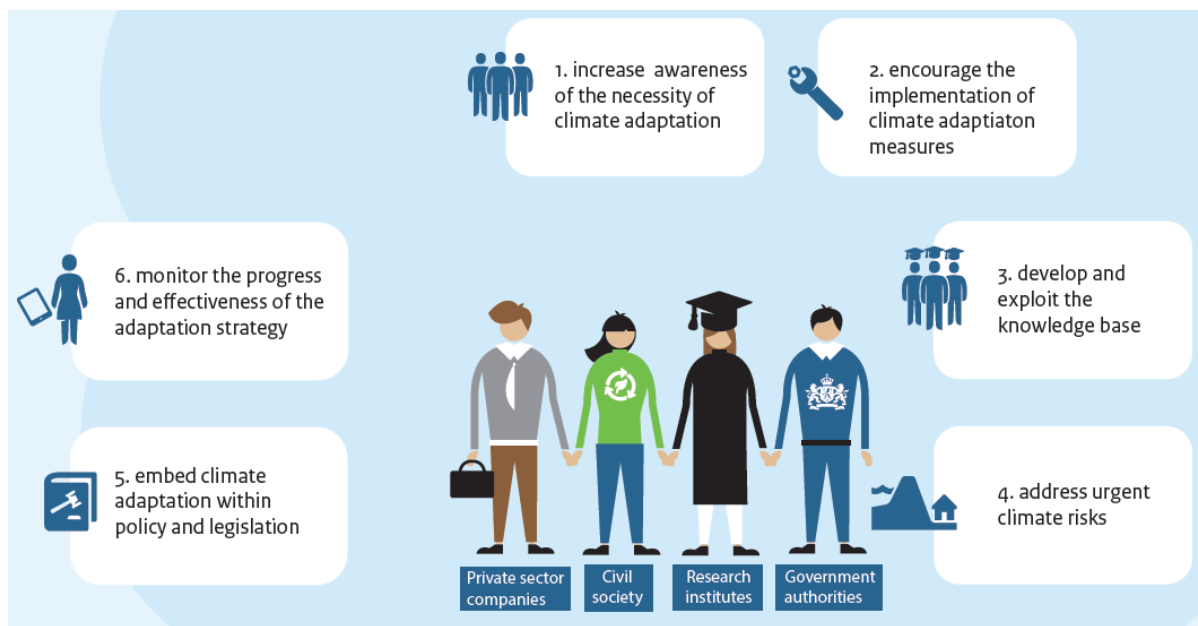 1. increase awareness
of the necessity of
climate adaptation
2. encourage the
implementation of
climate adaptiaton
measures
3. develop and
exploit the
knowledge base
4. address urgent
climate risks
5. embed climate
adaptation within
policy and legislation
6. monitor the progress
and effectiveness of the
adaptation strategy
Private sector
companies
Civil
society
Research
institutes
Government
authorities